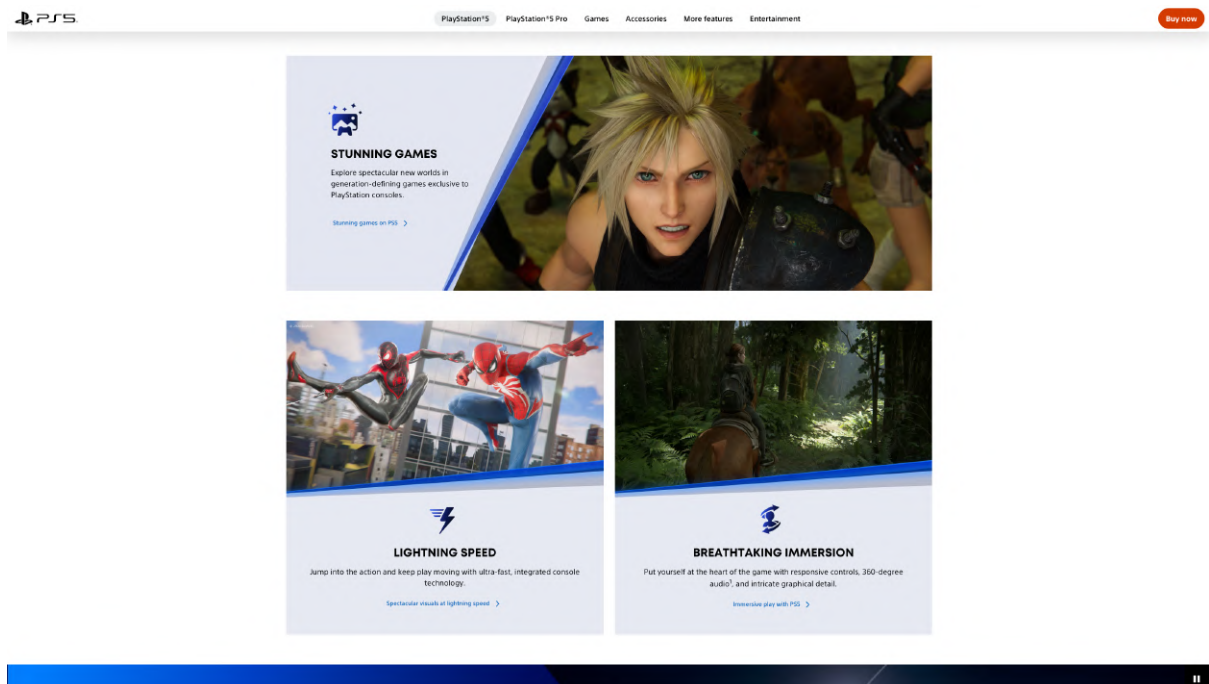 PS5
PlayStation®5
PlayStation®5 Pro
Games
Accessories
More features
Entertainment
Buy now
STUNNING GAMES
Explore spectacular new worlds in
generation-defining games exclusive to
PlayStation consoles.
Stunning games on PS5
LIGHTNING SPEED
Jump into the action and keep play moving with ultra-fast, integrated console
technology.
Spectacular visuals at lightning speed
BREATHTAKING IMMERSION
Put yourself at the heart of the game with responsive controls, 360-degree
audio¹, and intricate graphical detail.
Immersive play with PS5